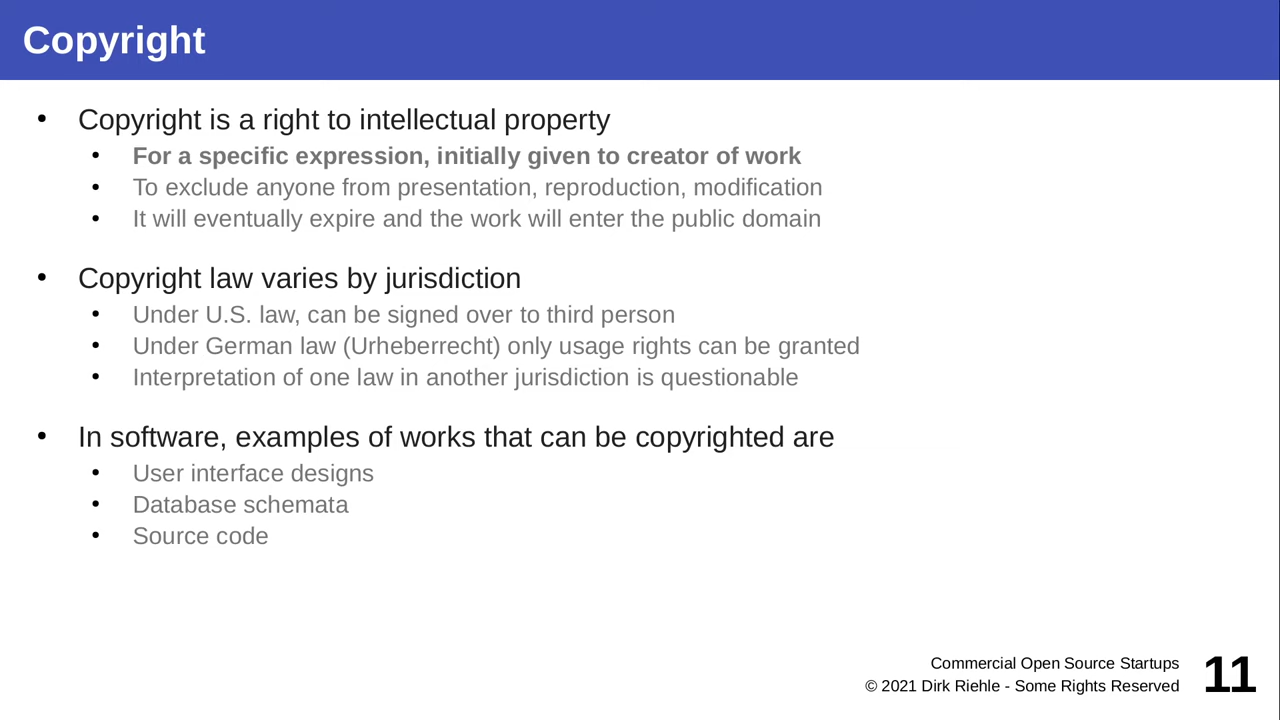 Copyright
• Copyright is a right to intellectual property
• For a specific expression, initially given to creator of work
• To exclude anyone from presentation, reproduction, modification
• It will eventually expire and the work will enter the public domain
• Copyright law varies by jurisdiction
• Under U.S. law, can be signed over to third person
• Under German law (Urheberrecht) only usage rights can be granted
• Interpretation of one law in another jurisdiction is questionable
• In software, examples of works that can be copyrighted are
• User interface designs
• Database schemata
• Source code
Commercial Open Source Startups
© 2021 Dirk Riehle - Some Rights Reserved
11